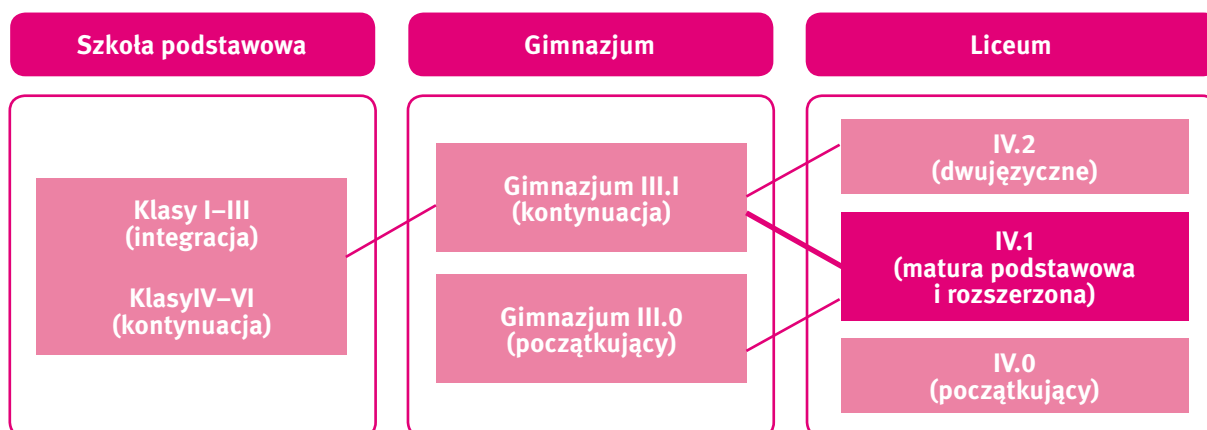 Szkoła podstawowa
Gimnazjum
Liceum
Klasy I–III
(integracja)
KlasyIV–VI
(kontynuacja)
Gimnazjum III.I
(kontynuacja)
Gimnazjum III.0
(początkujący)
IV.2
(dwujęzyczne)
IV.1
(matura podstawowa
i rozszerzona)
IV.0
(początkujący)